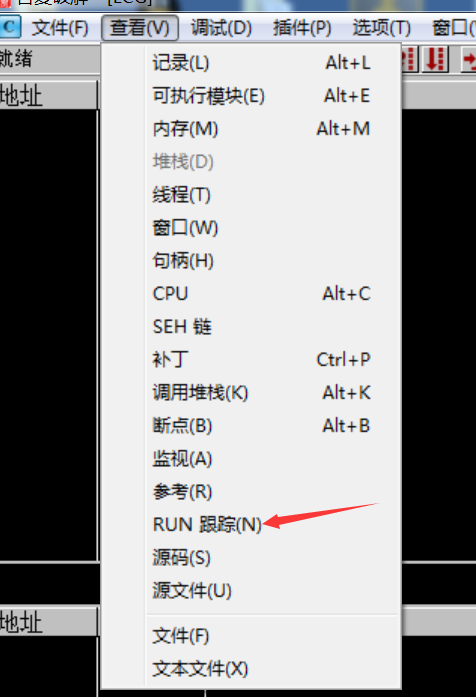 文件(F) 查看(V) 调试(D) 插件(P) 选项(T) 窗口(
就绪
地址
记录(L) Alt+L
可执行模块(E) Alt+E
内存(M) Alt+M
堆栈(D)
线程(T)
窗口(W)
句柄(H)
CPU Alt+C
SEH 链
补丁 Ctrl+P
调用堆栈(K) Alt+K
断点(B) Alt+B
监视(A)
参考(R)
RUN 跟踪(N)
源码(S)
源文件(U)
地址
文件(F)
文本文件(X)